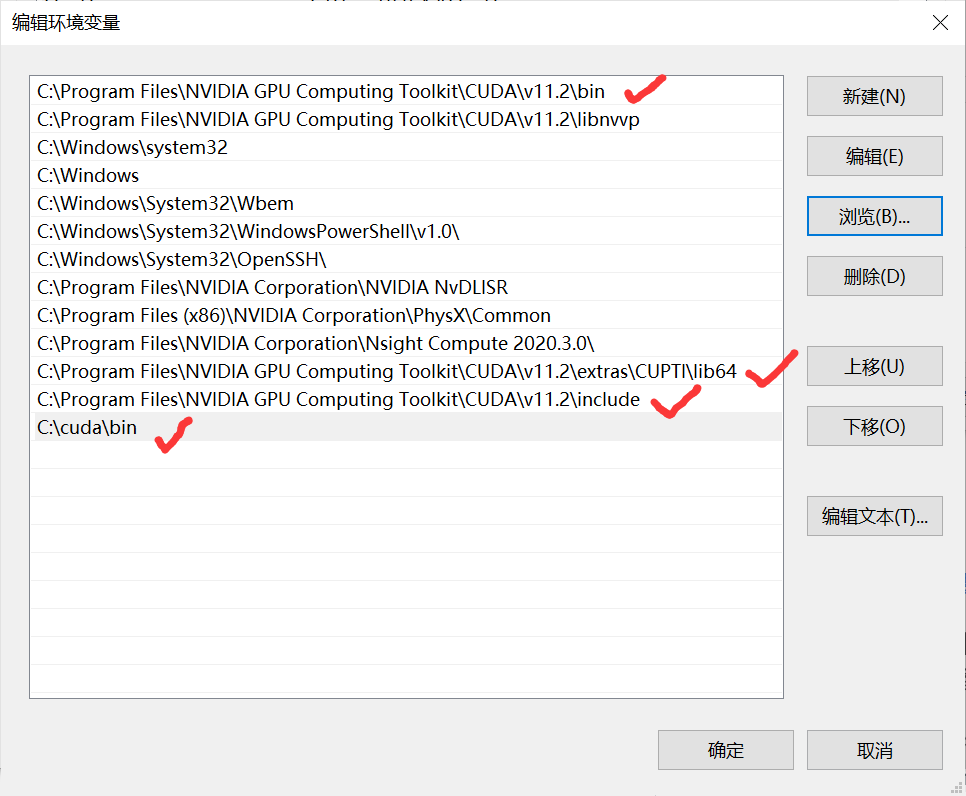 编辑环境变量
C:\Program Files\NVIDIA GPU Computing Toolkit\CUDA\v11.2\bin
C:\Program Files\NVIDIA GPU Computing Toolkit\CUDA\v11.2\libnvvp
C:\Windows\system32
C:\Windows
C:\Windows\System32\Wbem
C:\Windows\System32\WindowsPowerShell\v1.0\
C:\Windows\System32\OpenSSH\
C:\Program Files\NVIDIA Corporation\NVIDIA NvDLISR
C:\Program Files (x86)\NVIDIA Corporation\PhysX\Common
C:\Program Files\NVIDIA Corporation\Nsight Compute 2020.3.0\
C:\Program Files\NVIDIA GPU Computing Toolkit\CUDA\v11.2\extras\CUPTI\lib64
C:\Program Files\NVIDIA GPU Computing Toolkit\CUDA\v11.2\include
C:\cuda\bin
新建(N)
编辑(E)
浏览(B)...
删除(D)
上移(U)
下移(O)
编辑文本(T)...
确定
取消